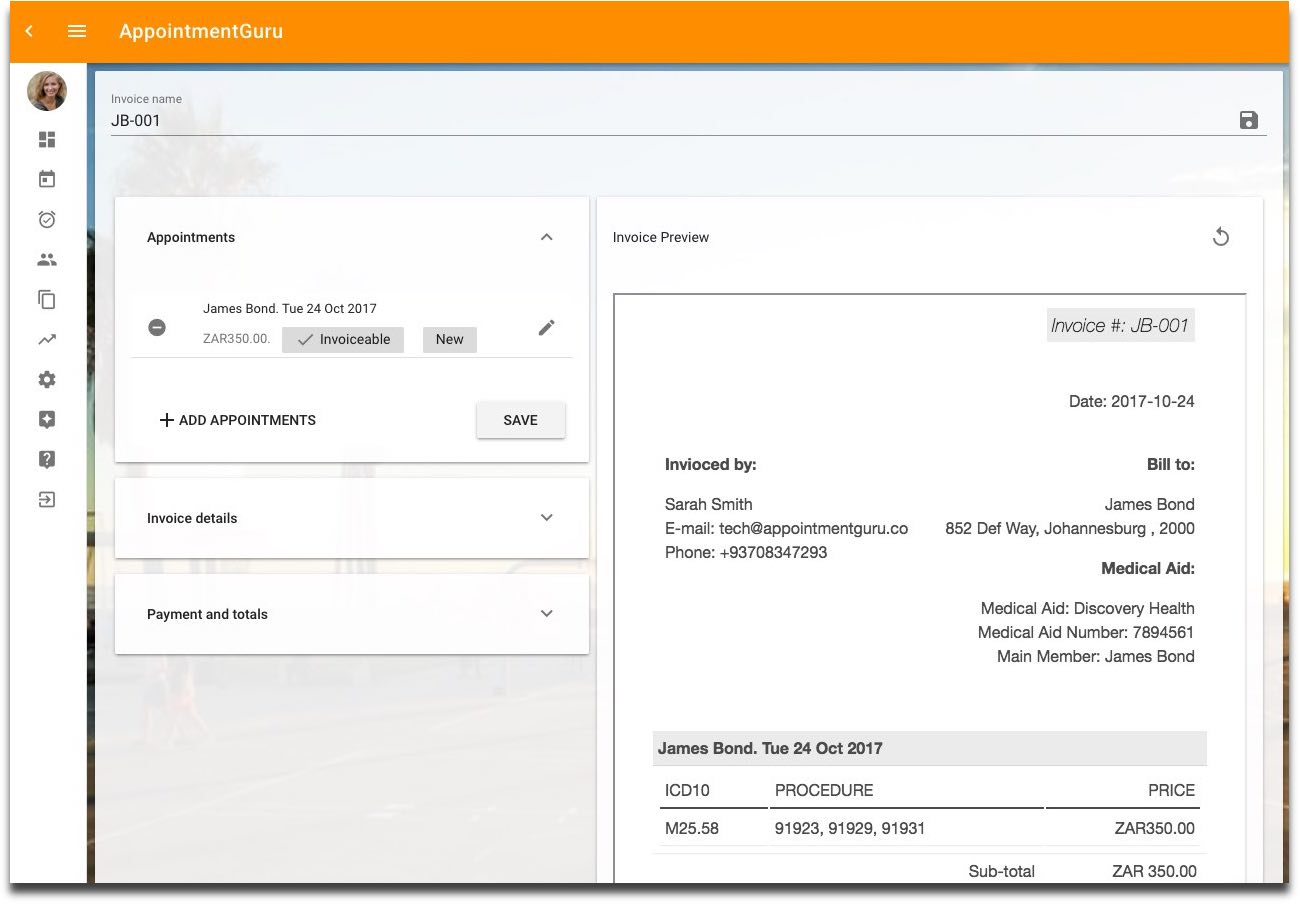 AppointmentGuru
Invoice name
JB-001
Appointments
James Bond. Tue 24 Oct 2017
ZAR350.00. Invoiceable New
ADD APPOINTMENTS SAVE
Invoice details
Payment and totals
Invoice Preview
Invoice #: JB-001
Date: 2017-10-24
Invioced by: Bill to:
Sarah Smith James Bond
E-mail: tech@appointmentguru.co 852 Def Way, Johannesburg , 2000
Phone: +93708347293
Medical Aid:
Medical Aid: Discovery Health
Medical Aid Number: 7894561
Main Member: James Bond
James Bond. Tue 24 Oct 2017
ICD10 PROCEDURE PRICE
M25.58 91923, 91929, 91931 ZAR350.00
Sub-total ZAR 350.00